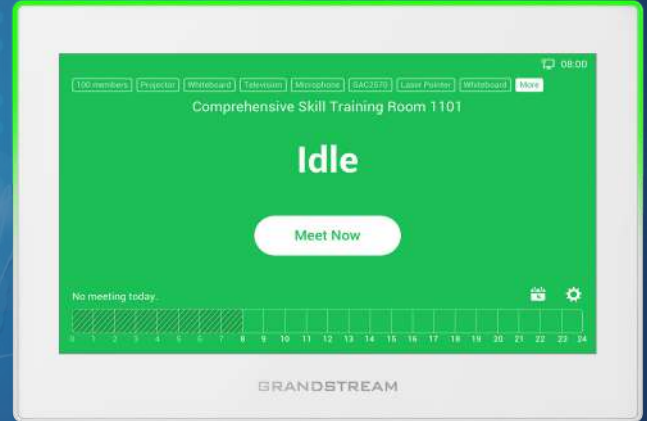 08:00
100 members Projector Whiteboard Television Microphone GAC2570 Laser Pointer Whiteboard More
Comprehensive Skill Training Room 1101
Idle
Meet Now
No meeting today.
0 1 2 3 4 5 6 7 8 9 10 11 12 13 14 15 16 17 18 19 20 21 22 23 24
GRANDSTREAM